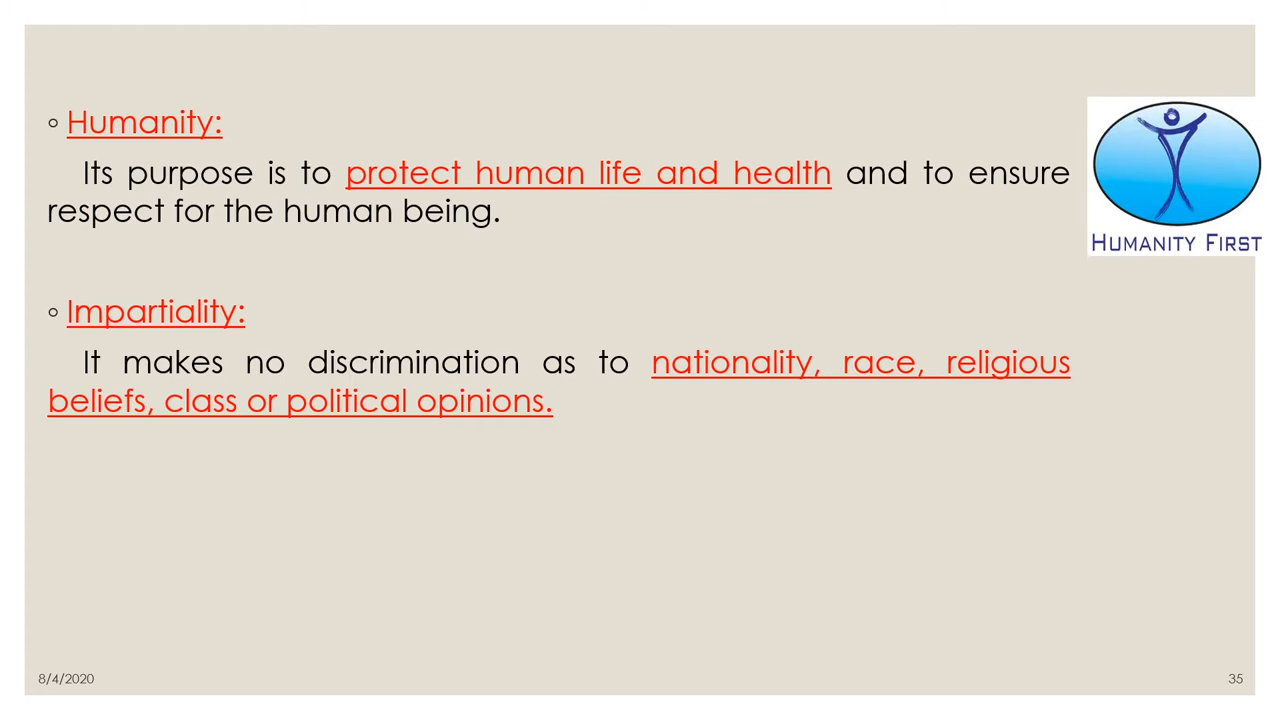 ◦ Humanity:
Its purpose is to protect human life and health and to ensure
respect for the human being.
HUMANITY FIRST
◦ Impartiality:
It makes no discrimination as to nationality, race, religious
beliefs, class or political opinions.
8/4/2020
35